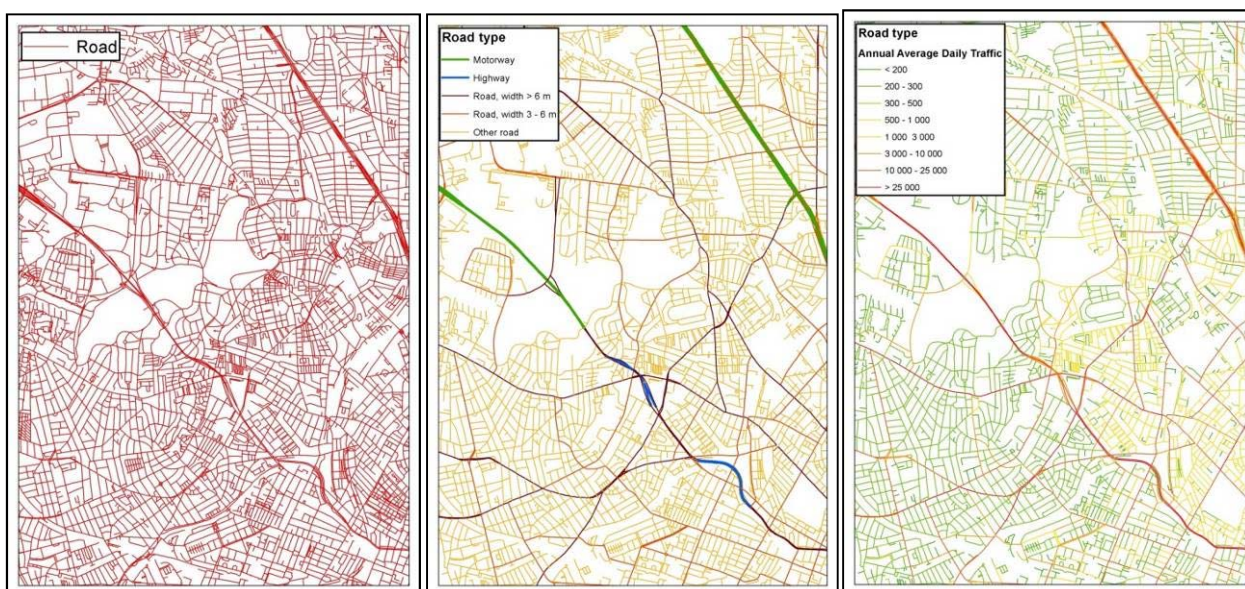 Road
Road type
Motorway
Highway
Road, width > 6 m
Road, width 3 - 6 m
Other road
Road type
Annual Average Daily Traffic
< 200
200 - 300
300 - 500
500 - 1 000
1 000 3 000
3 000 - 10 000
10 000 - 25 000
> 25 000